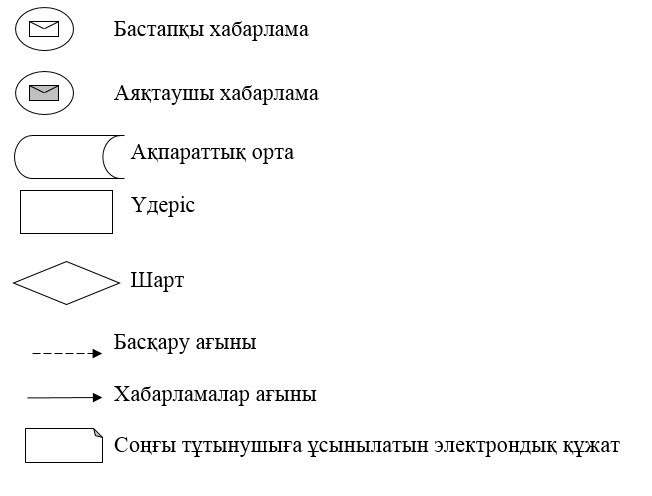 Бастапқы хабарлама
Аяқтаушы хабарлама
Ақпараттық орта
Үдеріс
Шарт
Басқару ағыны
Хабарламалар ағыны
Соңғы тұтынушыға ұсынылатын электрондық құжат